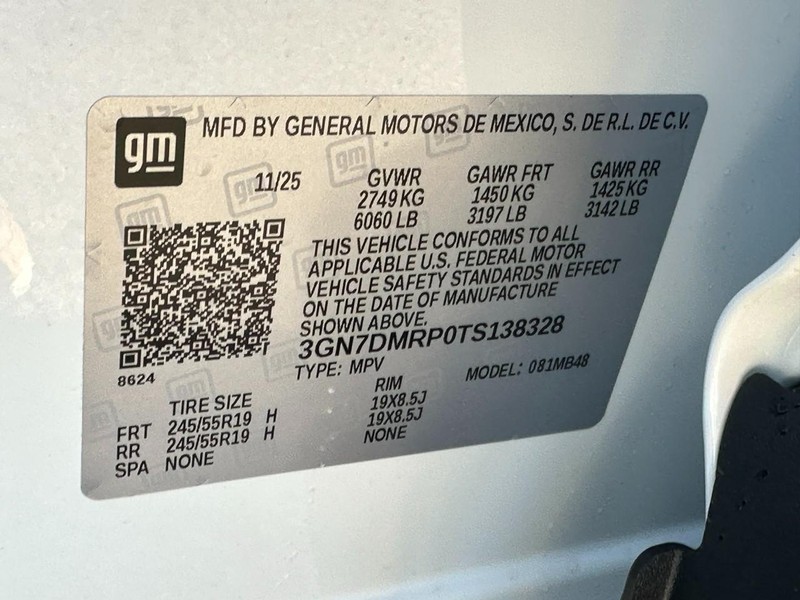 gm
MFD BY GENERAL MOTORS DE MEXICO, S. DE R.L. DE C.V.
11/25 GVWR GAWR FRT GAWR RR
2749 KG 1450 KG 1425 KG
6060 LB 3197 LB 3142 LB
THIS VEHICLE CONFORMS TO ALL
APPLICABLE U.S. FEDERAL MOTOR
VEHICLE SAFETY STANDARDS IN EFFECT
ON THE DATE OF MANUFACTURE
SHOWN ABOVE.
3GN7DMRP0TS138328
8624
TYPE: MPV MODEL: 081MB48
TIRE SIZE RIM
FRT 245/55R19 H 19X8.5J
RR 245/55R19 H 19X8.5J
SPA NONE NONE